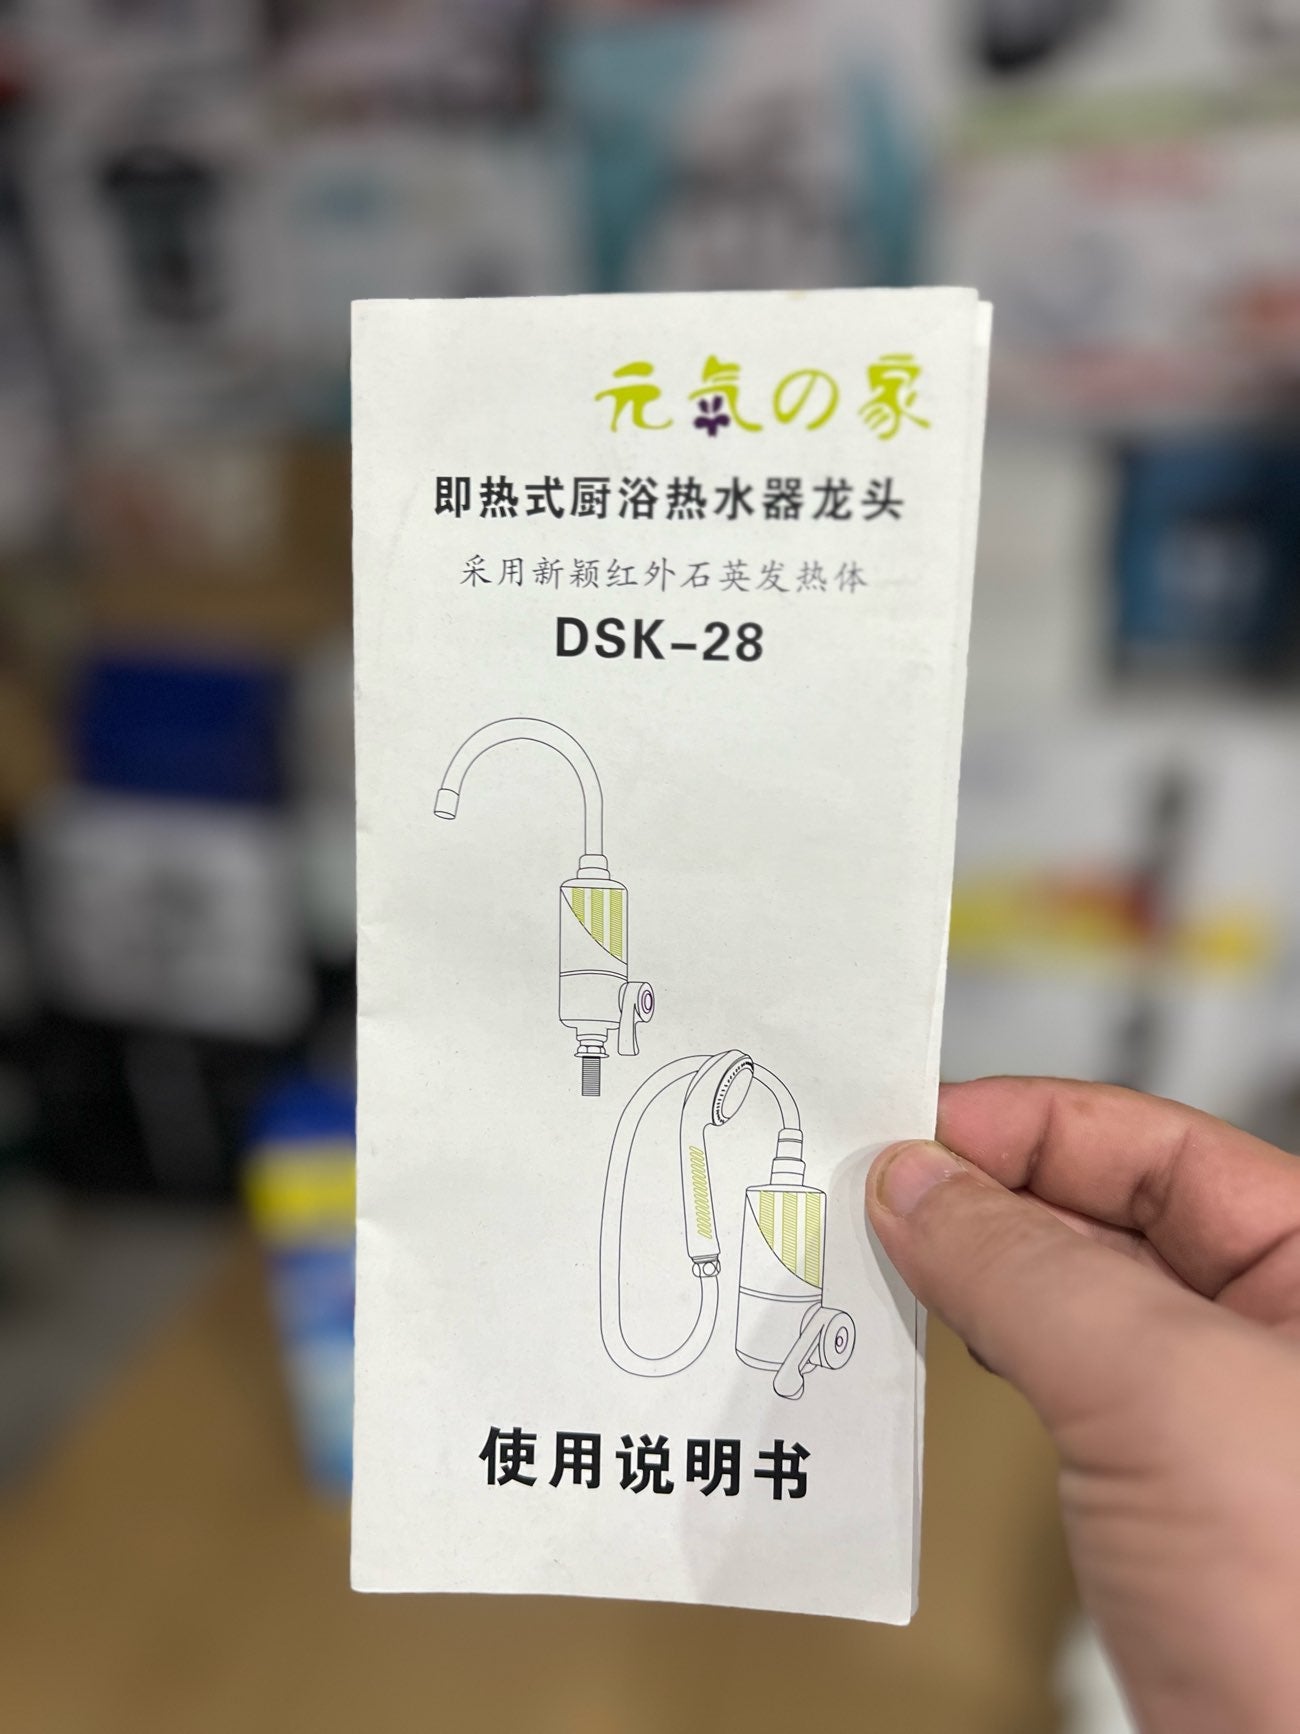 元氣の家
即热式厨浴热水器龙头
采用新颖红外石英发热体
DSK-28
使用说明书